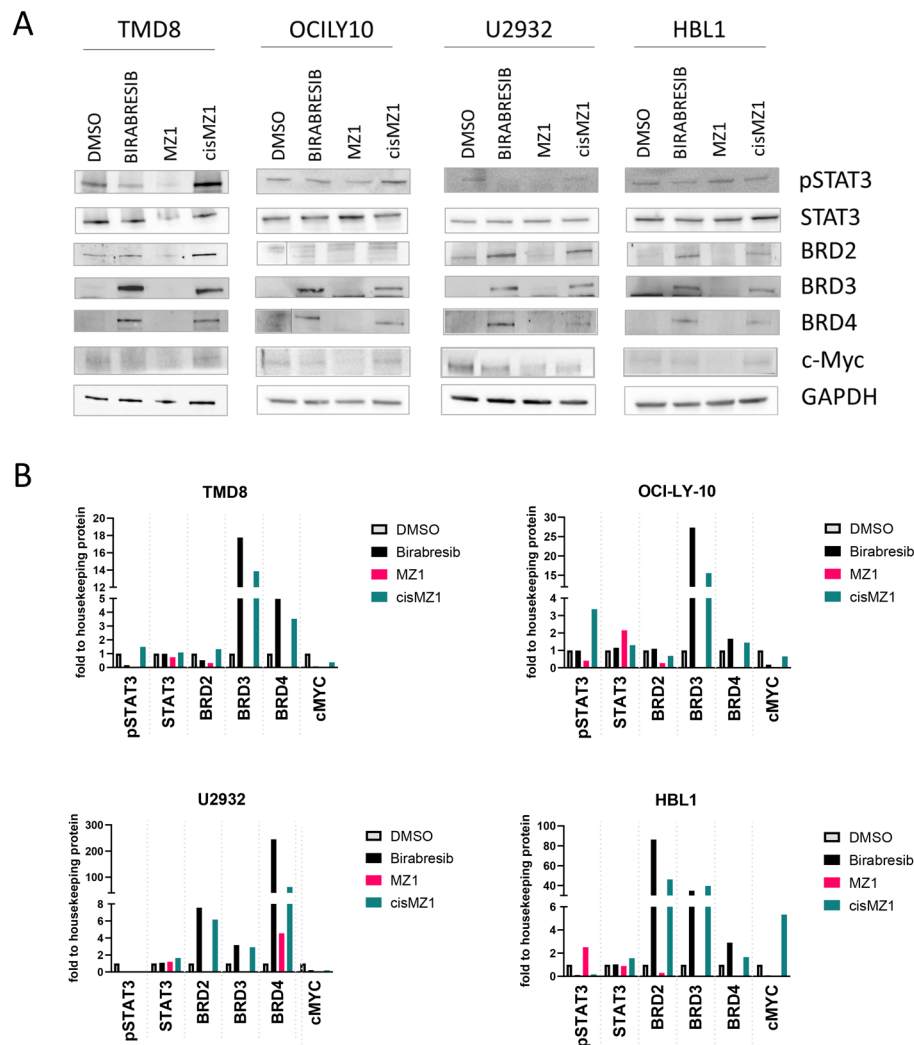 A
TMD8 OCILY10 U2932 HBL1
DMSO BIRABRESIB MZ1 cisMZ1 DMSO BIRABRESIB MZ1 cisMZ1 DMSO BIRABRESIB MZ1 cisMZ1 DMSO BIRABRESIB MZ1 cisMZ1
pSTAT3
STAT3
BRD2
BRD3
BRD4
c-Myc
GAPDH
B
TMD8
fold to housekeeping protein
20
18
16
14
12
5
4
3
2
1
0
pSTAT3 STAT3 BRD2 BRD3 BRD4 cMYC
DMSO
Birabresib
MZ1
cisMZ1
OCI-LY-10
fold to housekeeping protein
30
25
20
15
10
5
4
3
2
1
0
pSTAT3 STAT3 BRD2 BRD3 BRD4 cMYC
DMSO
Birabresib
MZ1
cisMZ1
U2932
fold to housekeeping protein
300
200
100
8
6
4
2
0
pSTAT3 STAT3 BRD2 BRD3 BRD4 cMYC
DMSO
Birabresib
MZ1
cisMZ1
HBL1
fold to housekeeping protein
100
80
60
40
6
4
2
0
pSTAT3 STAT3 BRD2 BRD3 BRD4 cMYC
DMSO
Birabresib
MZ1
cisMZ1